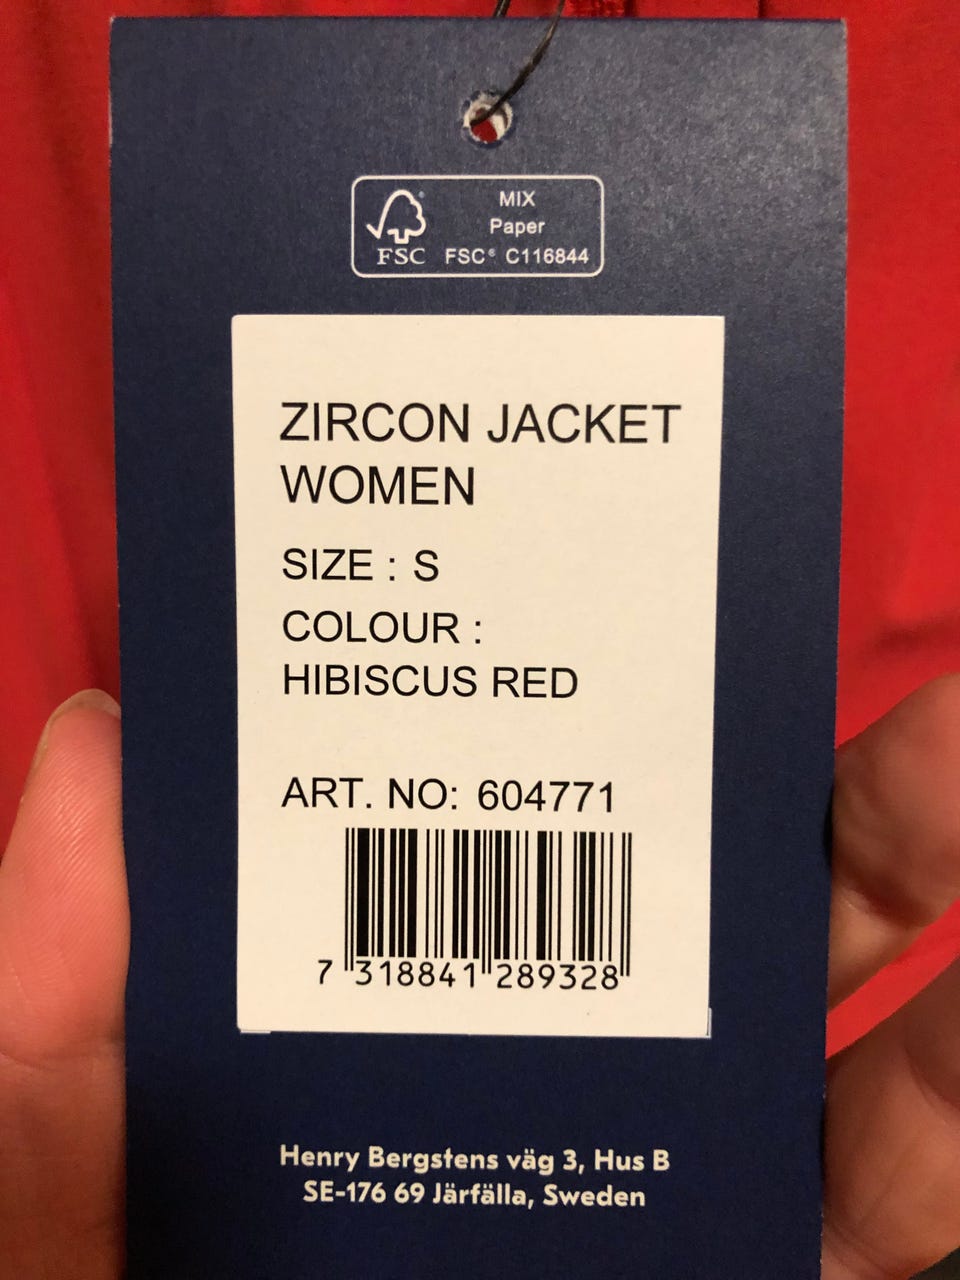 MIX
Paper
FSC FSC® C116844
ZIRCON JACKET
WOMEN
SIZE : S
COLOUR :
HIBISCUS RED
ART. NO: 604771
7 318841 289328
Henry Bergstens väg 3, Hus B
SE-176 69 Järfälla, Sweden